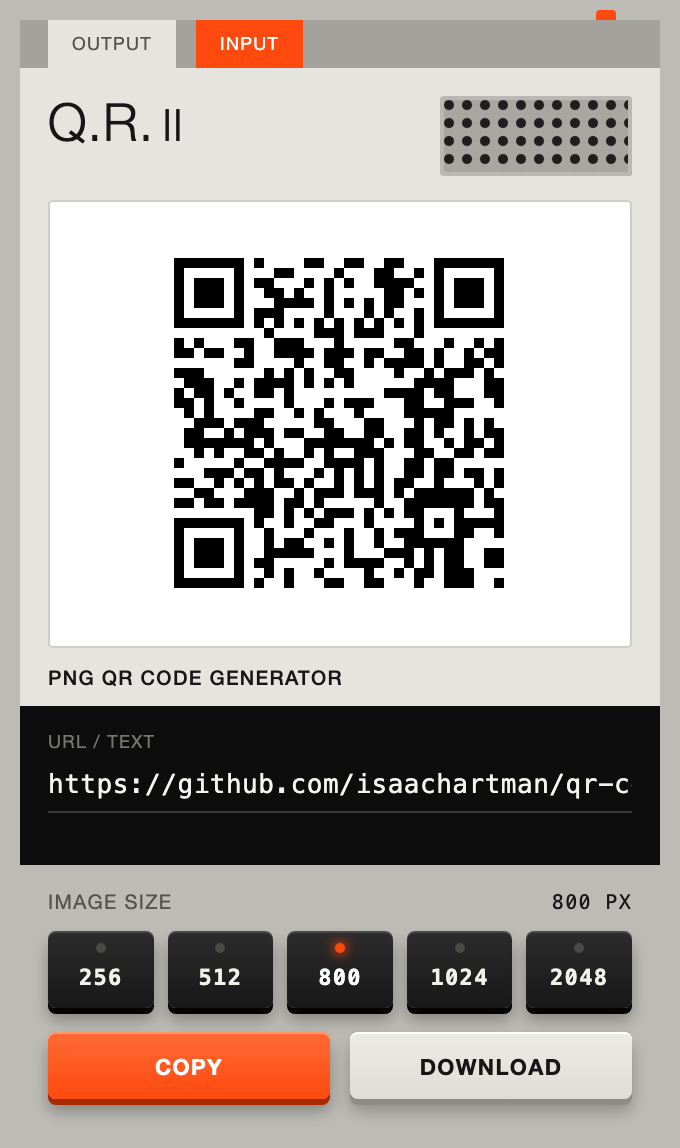 OUTPUT
INPUT
Q.R. II
PNG QR CODE GENERATOR
URL / TEXT
https://github.com/isaachartman/qr-c
IMAGE SIZE
800 PX
256
512
800
1024
2048
COPY
DOWNLOAD